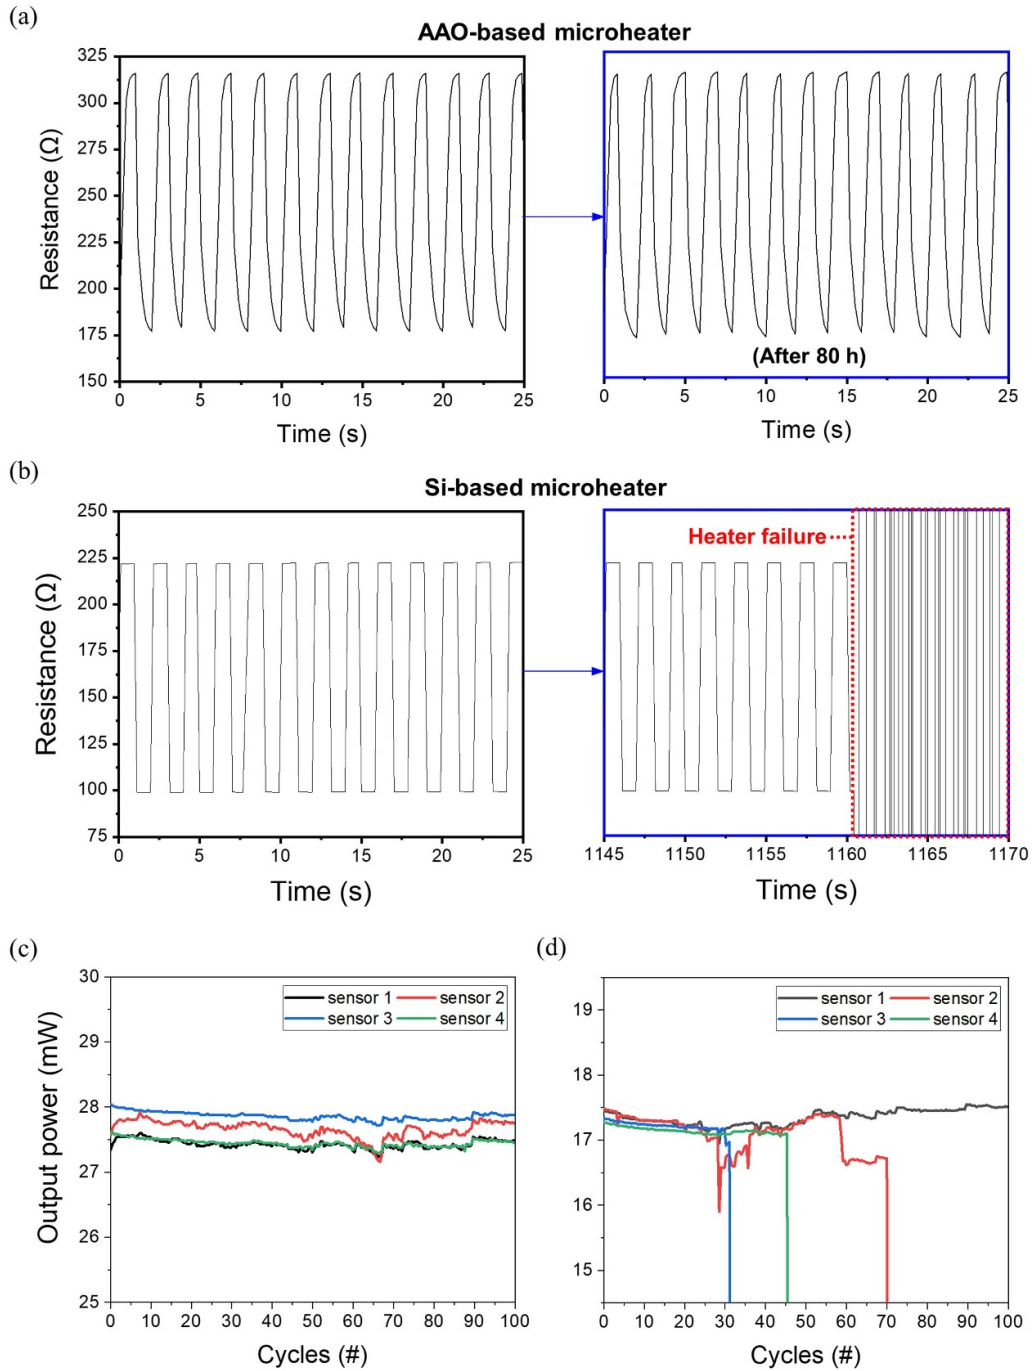 (a)
AAO-based microheater
325
300
275
250
225
200
175
150
Resistance (Ω)
0 5 10 15 20 25
Time (s)
(After 80 h)
0 5 10 15 20 25
Time (s)
(b)
Si-based microheater
250
225
200
175
150
125
100
75
Resistance (Ω)
0 5 10 15 20 25
Time (s)
Heater failure
1145 1150 1155 1160 1165 1170
Time (s)
(c)
30
29
28
27
26
25
Output power (mW)
sensor 1 sensor 2
sensor 3 sensor 4
0 10 20 30 40 50 60 70 80 90 100
Cycles (#)
(d)
19
18
17
16
15
sensor 1 sensor 2
sensor 3 sensor 4
0 10 20 30 40 50 60 70 80 90 100
Cycles (#)